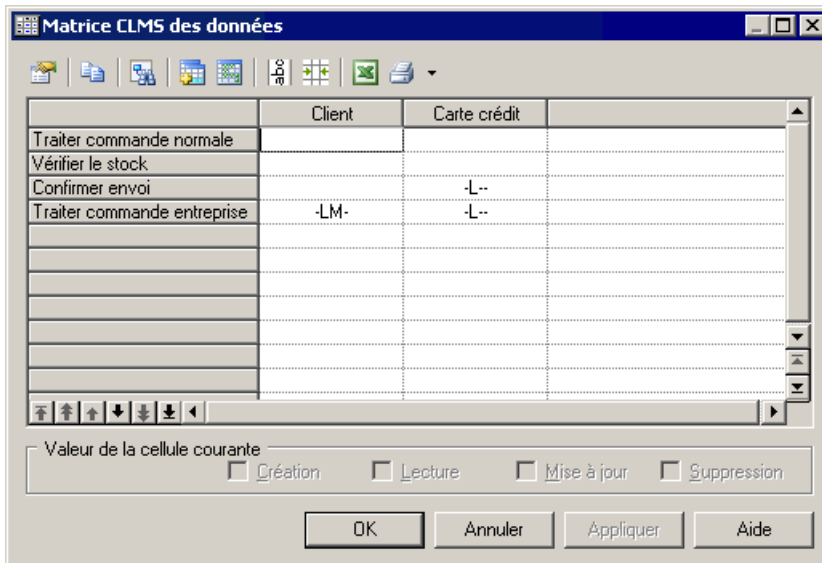 Matrice CLMS des données
abc
Client Carte crédit
Traiter commande normale
Vérifier le stock
Confirmer envoi -L--
Traiter commande entreprise -LM- -L--
Valeur de la cellule courante
Création Lecture Mise à jour Suppression
OK Annuler Appliquer Aide